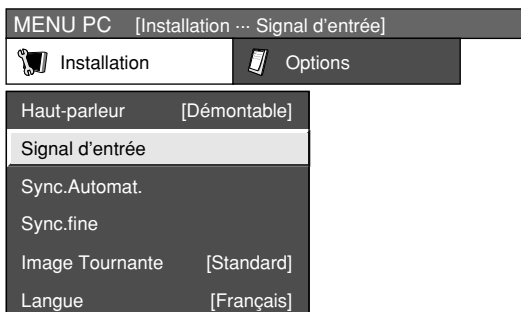 MENU PC [Installation ··· Signal d'entrée]
Installation Options
Haut-parleur [Démontable]
Signal d'entrée
Sync.Automat.
Sync.fine
Image Tournante [Standard]
Langue [Français]